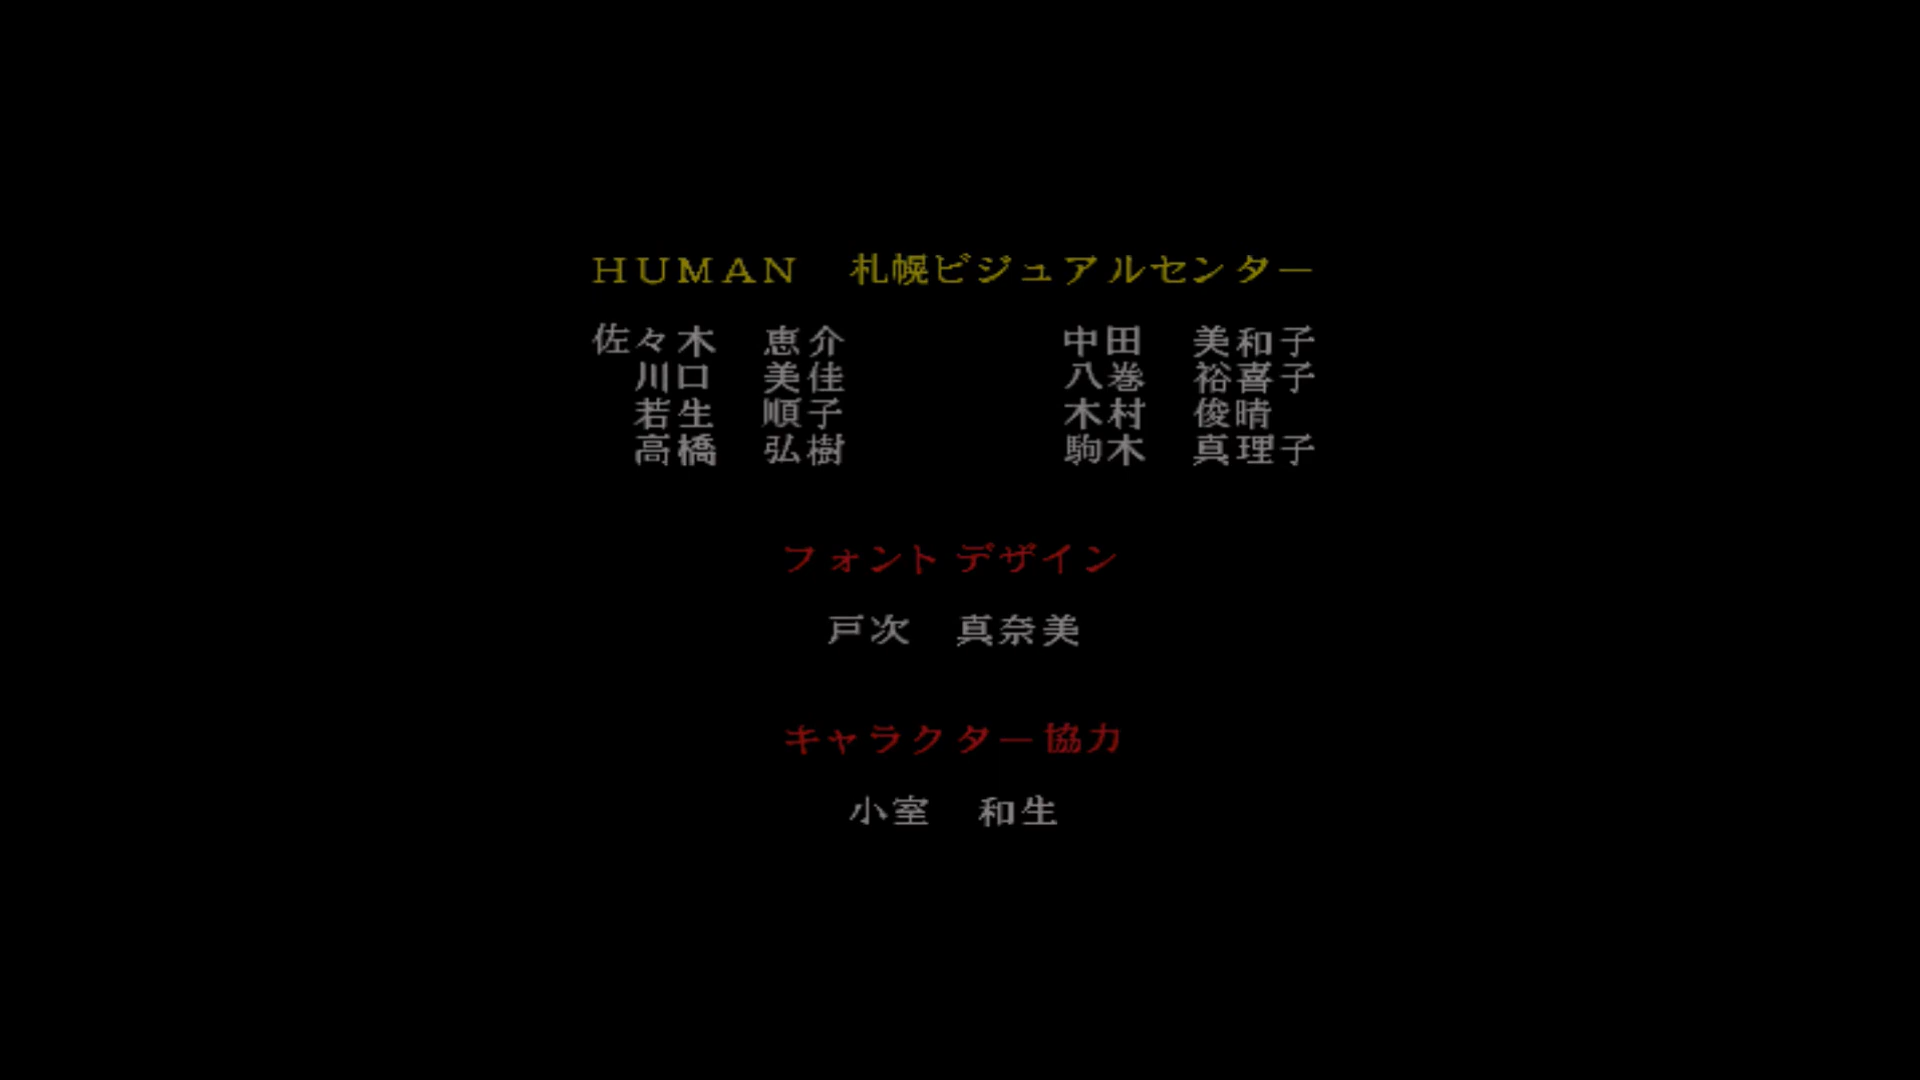 HUMAN 札幌ビジュアルセンター
佐々木 恵介 中田 美和子
川口 美佳 八巻 裕喜子
若生 順子 木村 俊晴
高橋 弘樹 駒木 真理子
フォントデザイン
戸次 真奈美
キャラクター協力
小室 和生